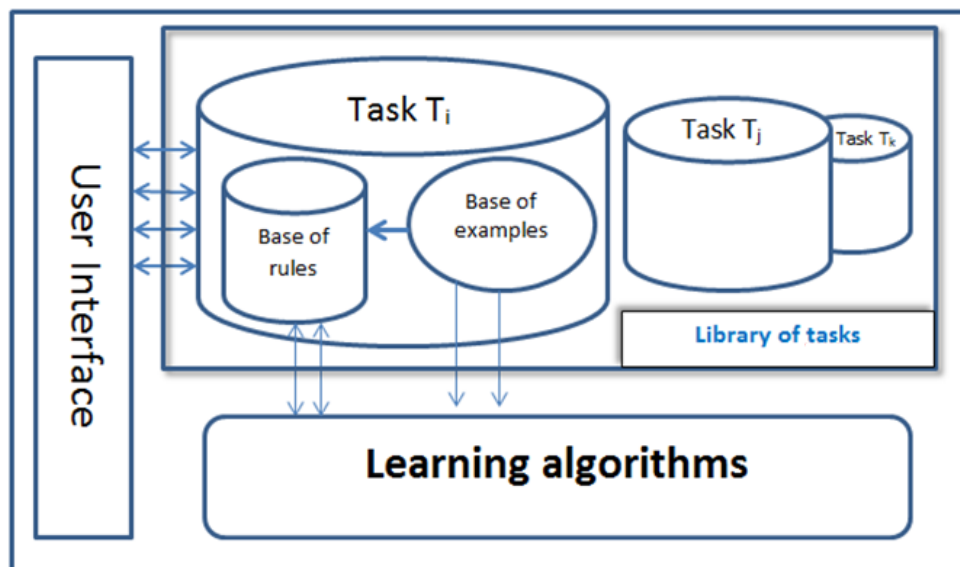 User Interface
Task Ti
Base of
rules
Base of
examples
Task Tj
Task Tk
Library of tasks
Learning algorithms